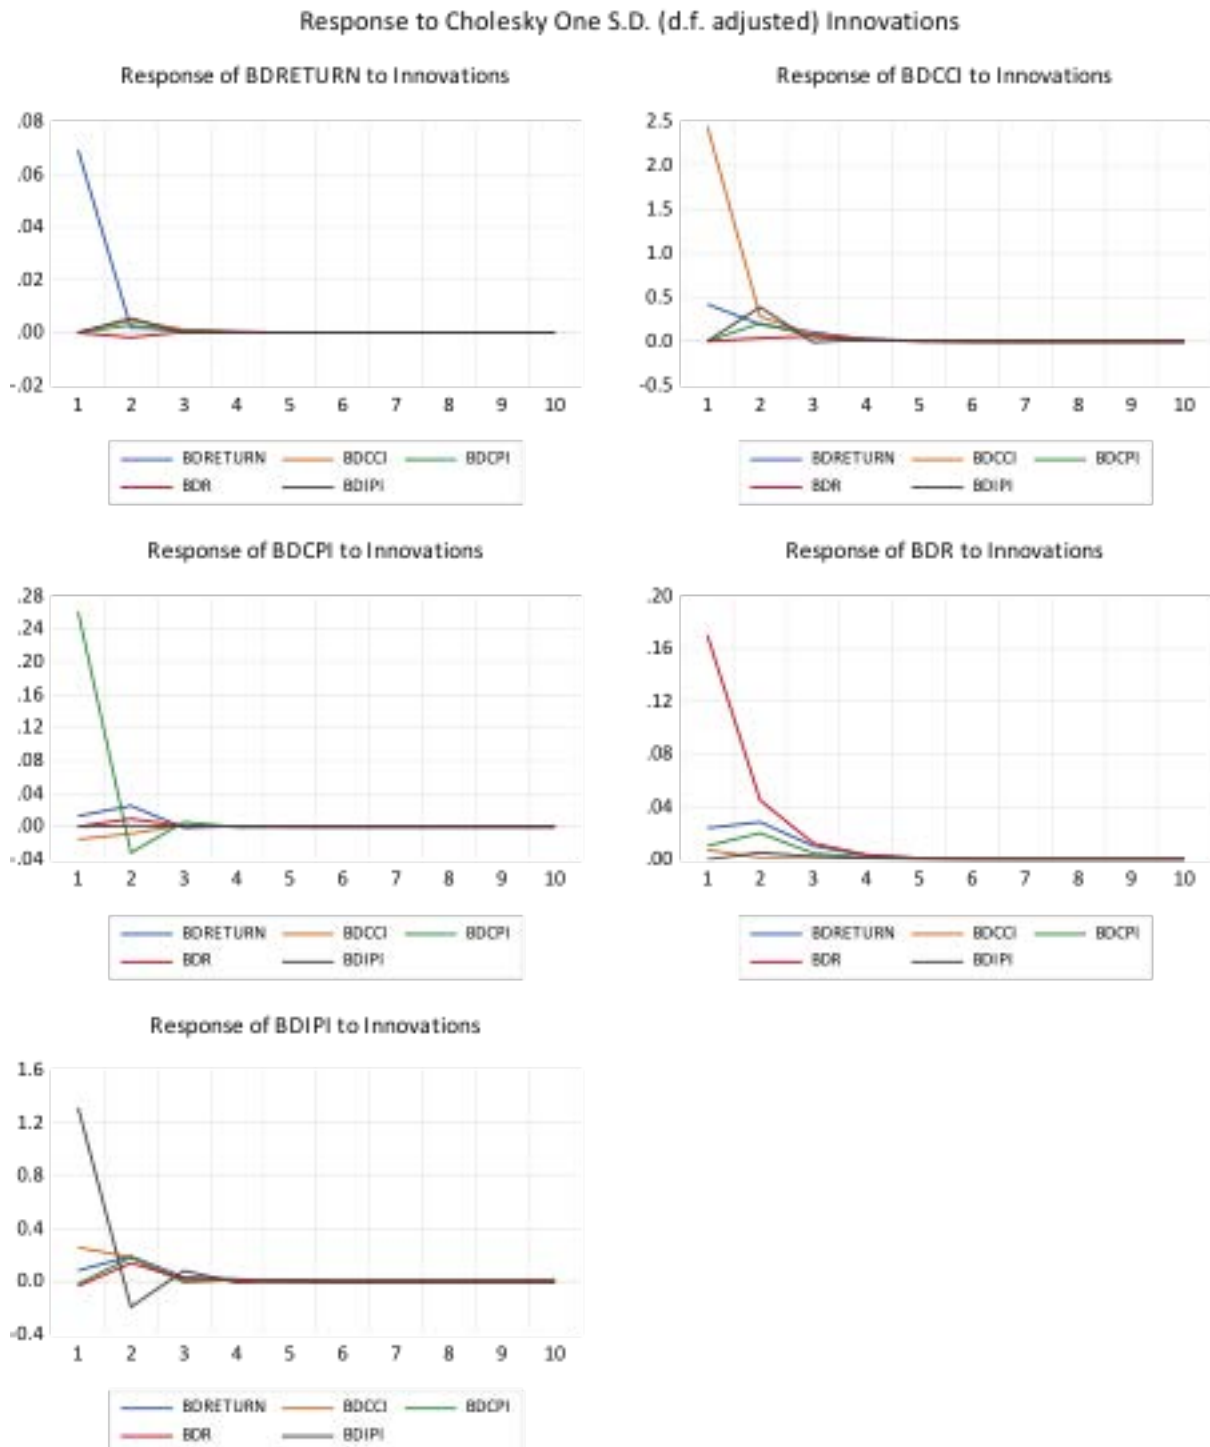 Response to Cholesky One S.D. (d.f. adjusted) Innovations
Response of BDRETURN to Innovations
.08
.06
.04
.02
.00
-.02
1 2 3 4 5 6 7 8 9 10
BDRETURN BDCCI BDCPI
BDR BDIPI
Response of BDCCI to Innovations
2.5
2.0
1.5
1.0
0.5
0.0
-0.5
1 2 3 4 5 6 7 8 9 10
BDRETURN BDCCI BDCPI
BDR BDIPI
Response of BDCPI to Innovations
.28
.24
.20
.16
.12
.08
.04
.00
-.04
1 2 3 4 5 6 7 8 9 10
BDRETURN BDCCI BDCPI
BDR BDIPI
Response of BDR to Innovations
.20
.16
.12
.08
.04
.00
1 2 3 4 5 6 7 8 9 10
BDRETURN BDCCI BDCPI
BDR BDIPI
Response of BDIPI to Innovations
1.6
1.2
0.8
0.4
0.0
-0.4
1 2 3 4 5 6 7 8 9 10
BDRETURN BDCCI BDCPI
BDR BDIPI